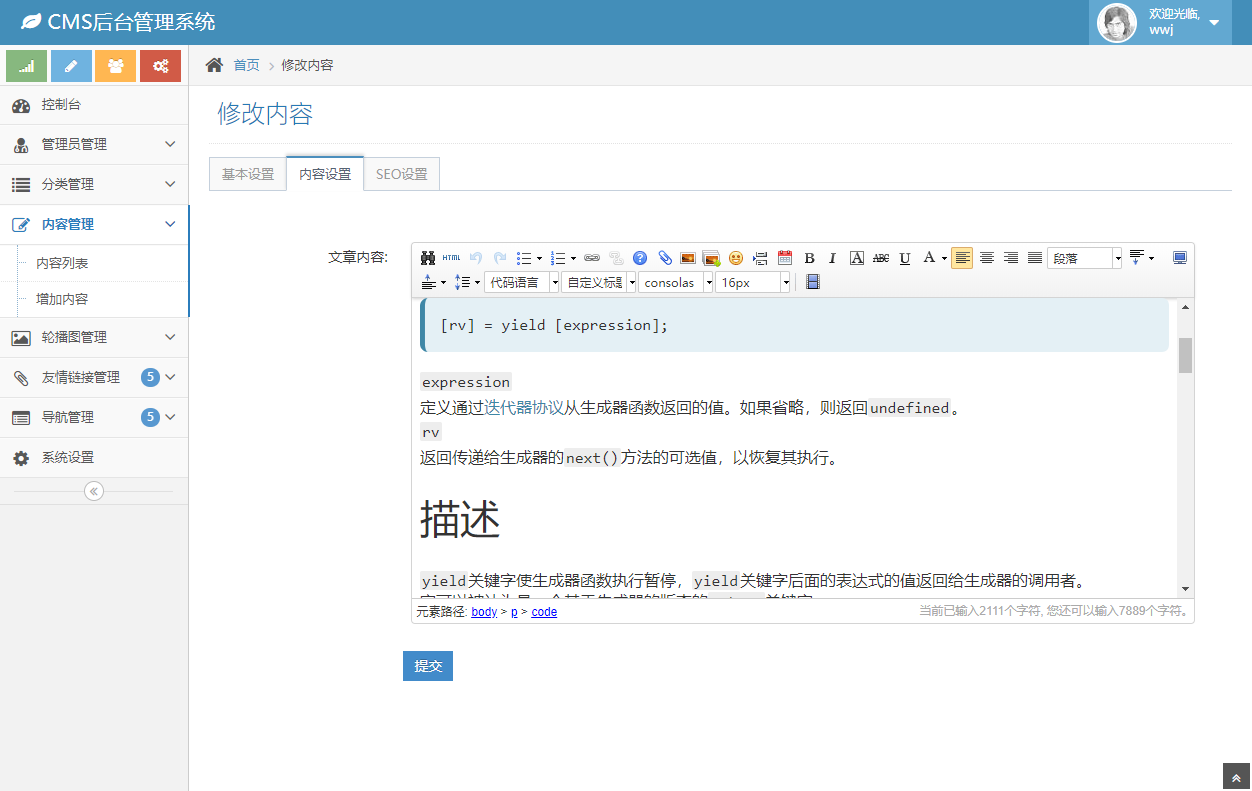 CMS后台管理系统
欢迎光临,
wwj
首页 > 修改内容
控制台
管理员管理
分类管理
内容管理
内容列表
增加内容
轮播图管理
友情链接管理 5
导航管理 5
系统设置
修改内容
基本设置 内容设置 SEO设置
文章内容:
HTML B I A ABC U A 段落
代码语言 自定义标题 consolas 16px
[rv] = yield [expression];
expression
定义通过迭代器协议从生成器函数返回的值。如果省略，则返回undefined。
rv
返回传递给生成器的next()方法的可选值，以恢复其执行。
描述
yield关键字使生成器函数执行暂停，yield关键字后面的表达式的值返回给生成器的调用者。
元素路径: body > p > code
当前已输入2111个字符, 您还可以输入7889个字符。
提交